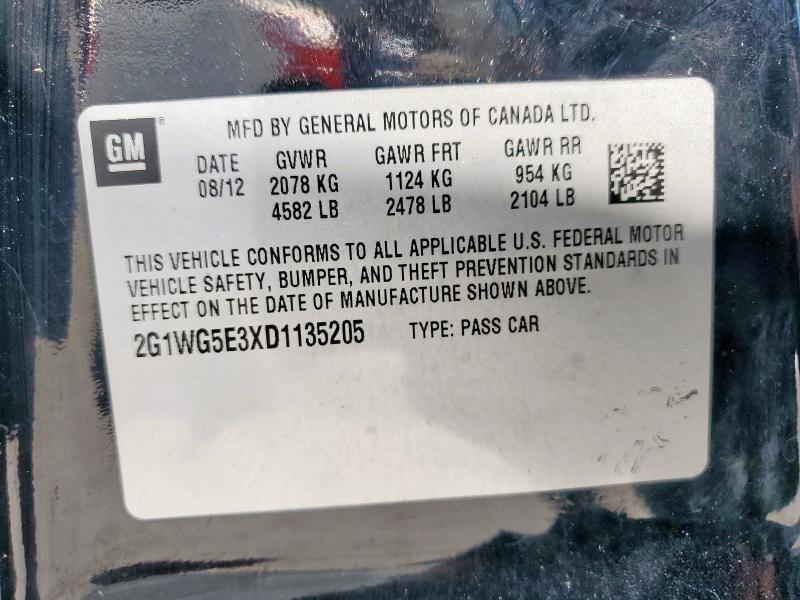 GM ®
MFD BY GENERAL MOTORS OF CANADA LTD.
DATE GVWR GAWR FRT GAWR RR
08/12 2078 KG 1124 KG 954 KG
4582 LB 2478 LB 2104 LB
THIS VEHICLE CONFORMS TO ALL APPLICABLE U.S. FEDERAL MOTOR
VEHICLE SAFETY, BUMPER, AND THEFT PREVENTION STANDARDS IN
EFFECT ON THE DATE OF MANUFACTURE SHOWN ABOVE.
2G1WG5E3XD1135205 TYPE: PASS CAR